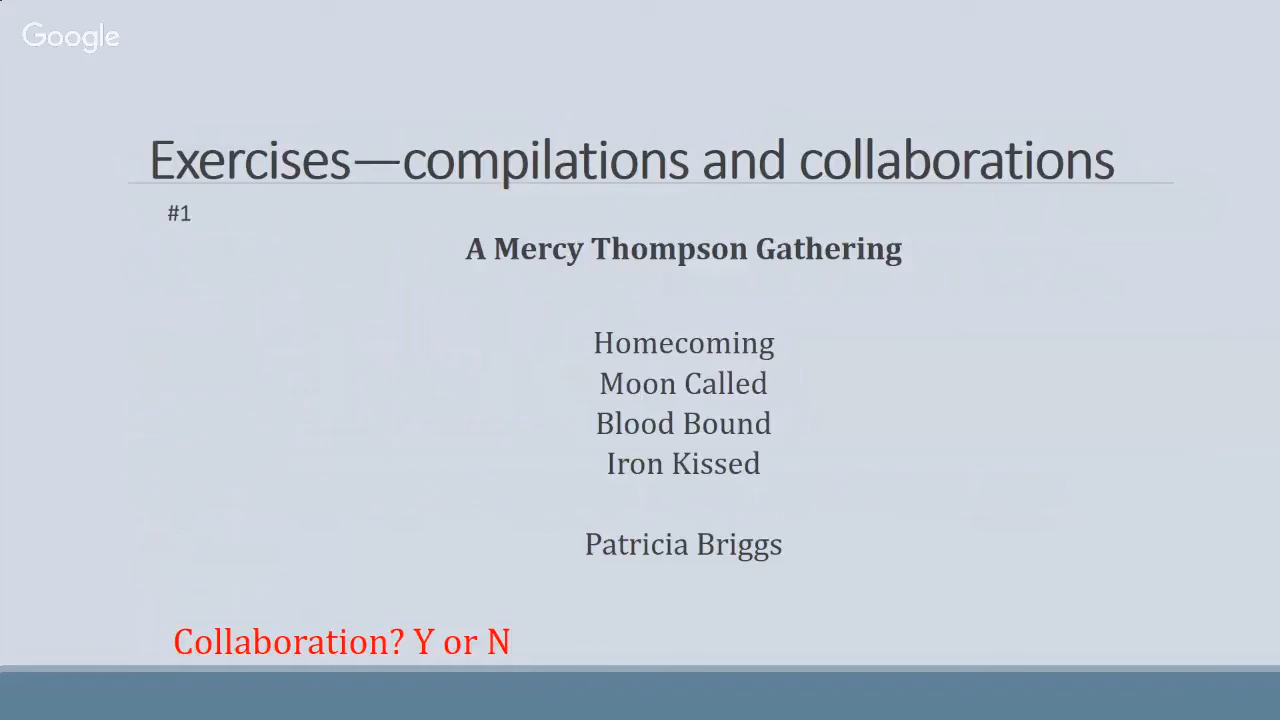 Google
Exercises—compilations and collaborations
#1
A Mercy Thompson Gathering
Homecoming
Moon Called
Blood Bound
Iron Kissed
Patricia Briggs
Collaboration? Y or N